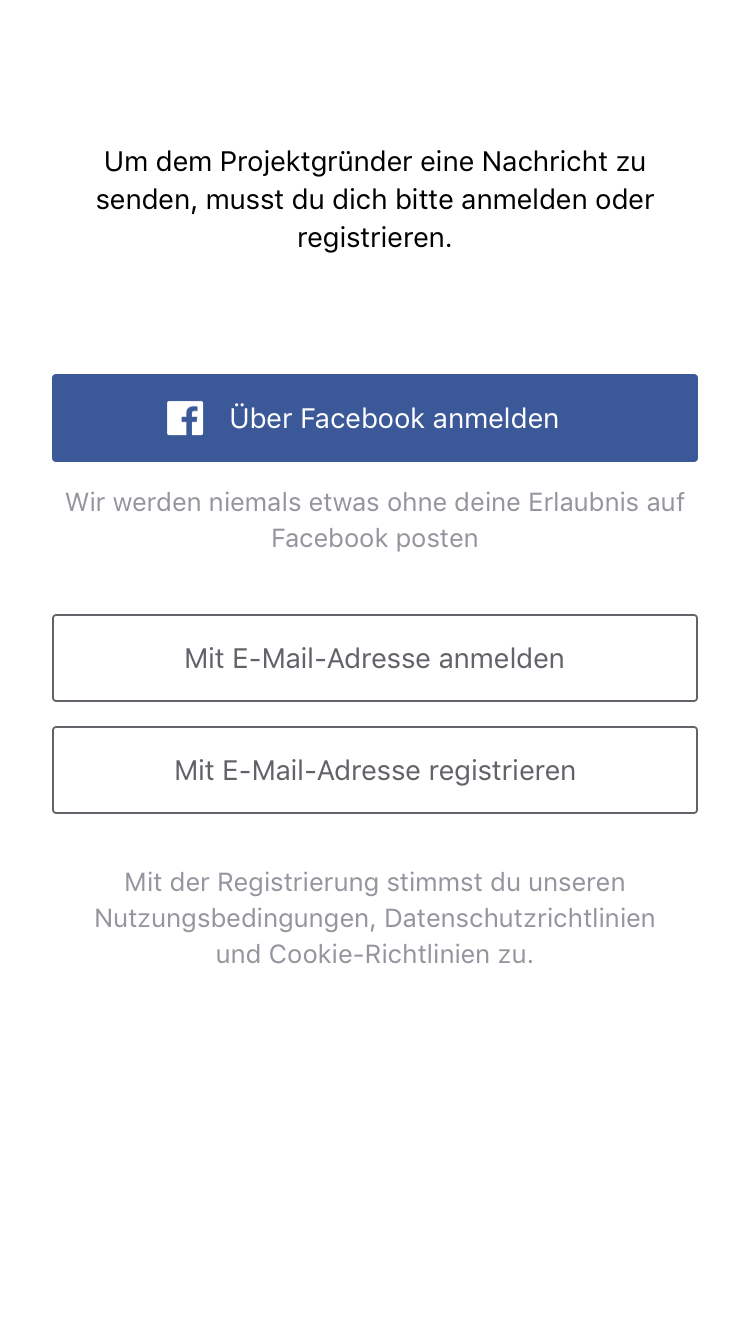 Um dem Projektgründer eine Nachricht zu
senden, musst du dich bitte anmelden oder
registrieren.
Über Facebook anmelden
Wir werden niemals etwas ohne deine Erlaubnis auf
Facebook posten
Mit E-Mail-Adresse anmelden
Mit E-Mail-Adresse registrieren
Mit der Registrierung stimmst du unseren
Nutzungsbedingungen, Datenschutzrichtlinien
und Cookie-Richtlinien zu.